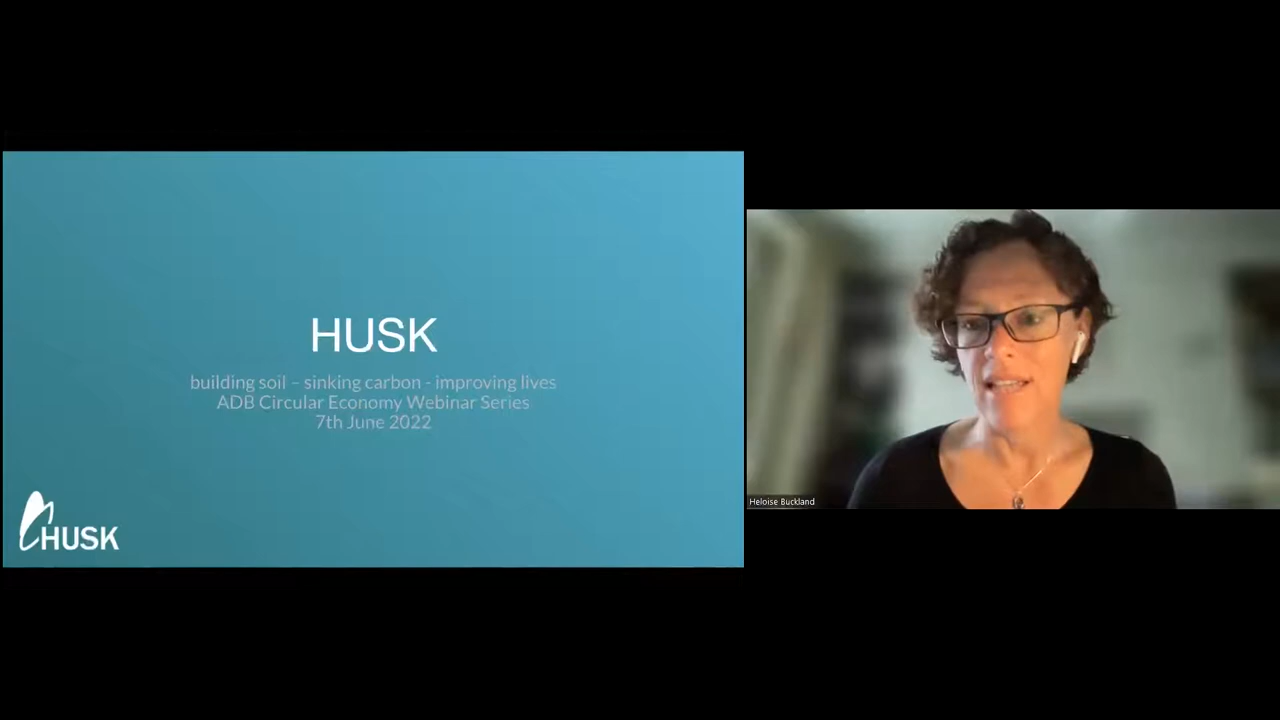 HUSK
building soil – sinking carbon - improving lives
ADB Circular Economy Webinar Series
7th June 2022
HUSK
Heloise Buckland